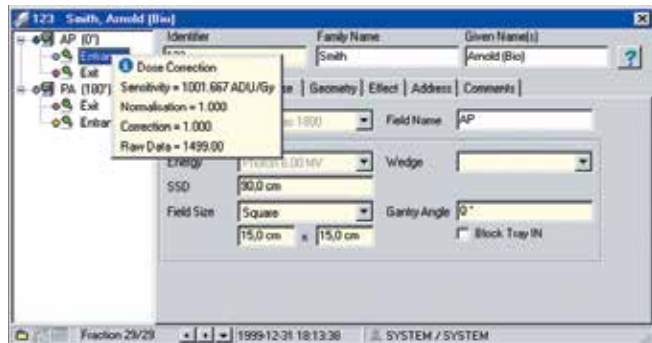 123 Smith, Arnold (Bio)
AP (0°)
Exit
PA (180°)
Exit
Identifier
Family Name
Given Name(s)
Smith
Arnold (Bio)
?
Dose Correction
Sensitivity = 1001.667 ADU/Gy
Normalisation = 1.000
Correction = 1.000
Raw Data = 1499.00
Geometry
Effect
Address
Comments
1800
Field Name
AP
Energy
Photon 6.00 MV
Wedge
SSD
90,0 cm
Field Size
Square
Gantry Angle
0 °
15,0 cm x 15,0 cm
Block Tray IN
Fraction 29/29
1999-12-31 18:13:38
SYSTEM / SYSTEM